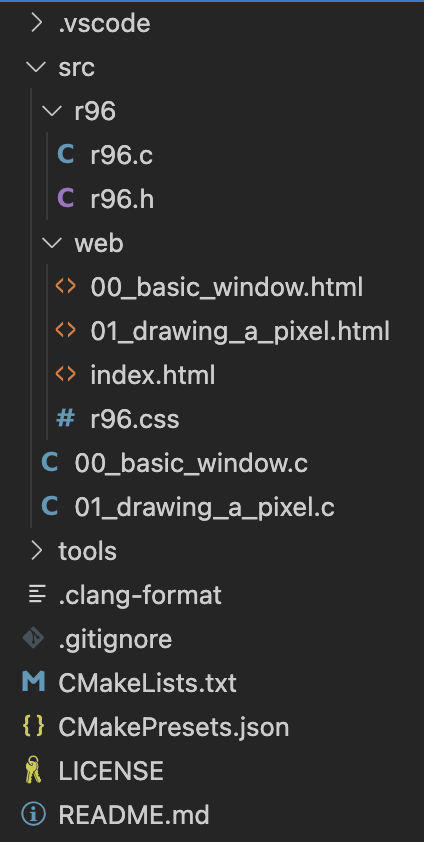 .vscode
src
r96
C r96.c
C r96.h
web
<> 00_basic_window.html
<> 01_drawing_a_pixel.html
<> index.html
# r96.css
C 00_basic_window.c
C 01_drawing_a_pixel.c
tools
.clang-format
.gitignore
M CMakeLists.txt
{} CMakePresets.json
LICENSE
README.md